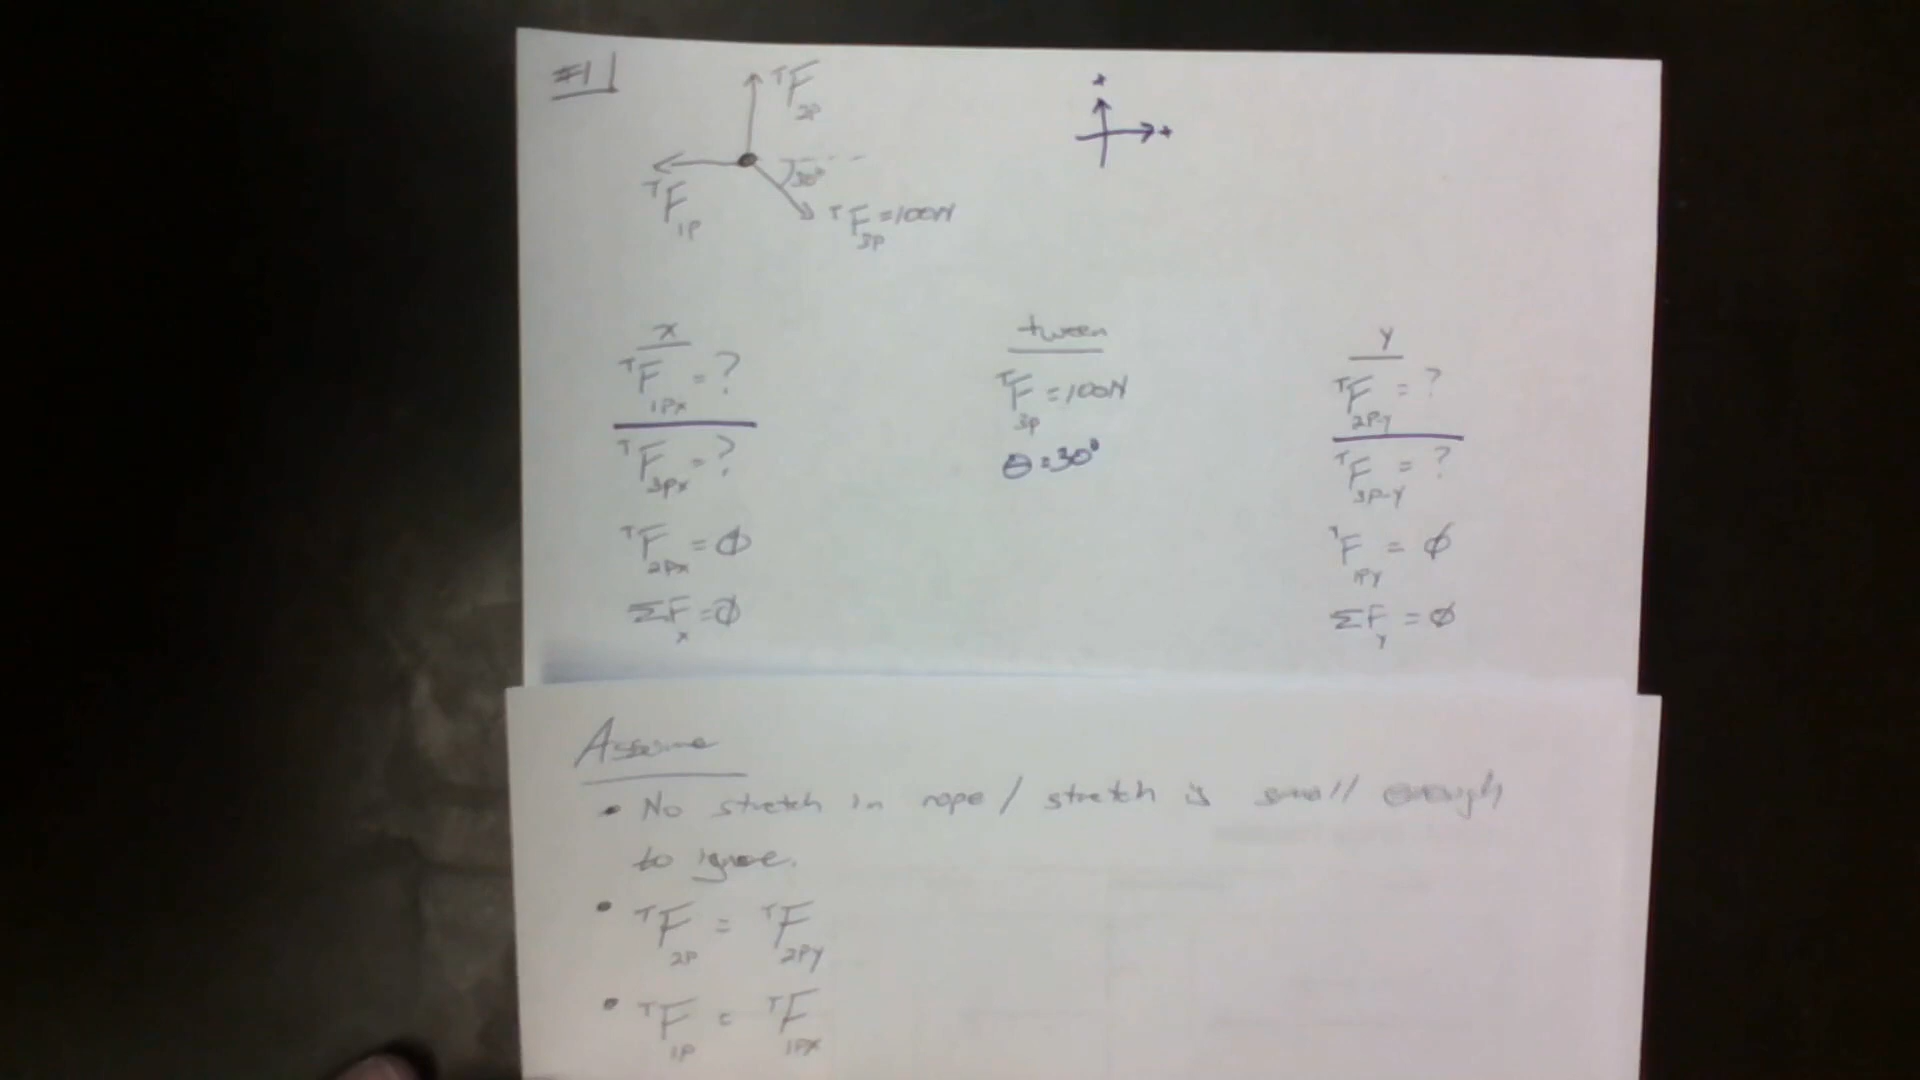 #1
TF2P
+
+
30°
TF1P
TF3P = 100N
x
tween
y
TF1Px = ?
TF3P = 100N
TF2P-y = ?
TF3Px = ?
θ = 30°
TF3P-y = ?
TF2Px = ∅
TF1Py = ∅
ΣFx = ∅
ΣFy = ∅
Assume
• No stretch in rope / stretch is small enough
to ignore.
• TF2P = TF2Py
• TF1P = TF1Px